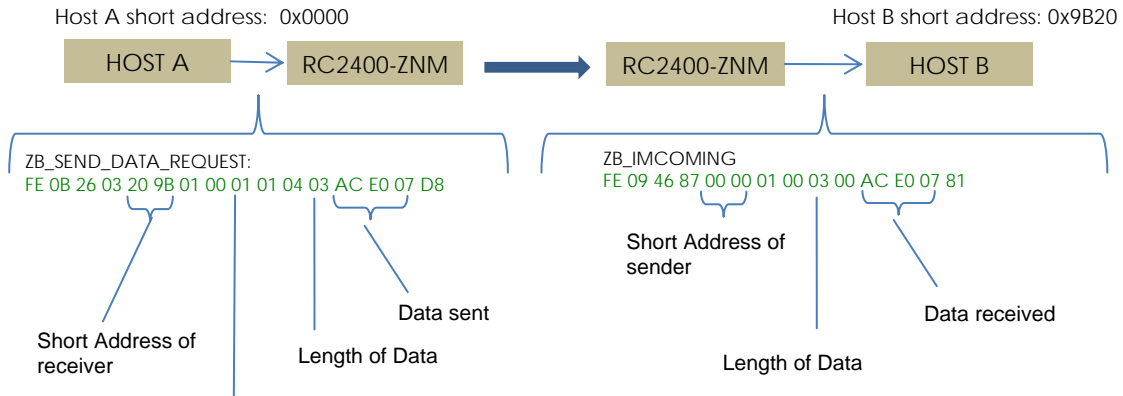 Host A short address: 0x0000
Host B short address: 0x9B20
HOST A
RC2400-ZNM
RC2400-ZNM
HOST B
ZB_SEND_DATA_REQUEST:
FE 0B 26 03 20 9B 01 00 01 01 04 03 AC E0 07 D8
Short Address of
receiver
Length of Data
Data sent
ZB_IMCOMING
FE 09 46 87 00 00 01 00 03 00 AC E0 07 81
Short Address of
sender
Length of Data
Data received